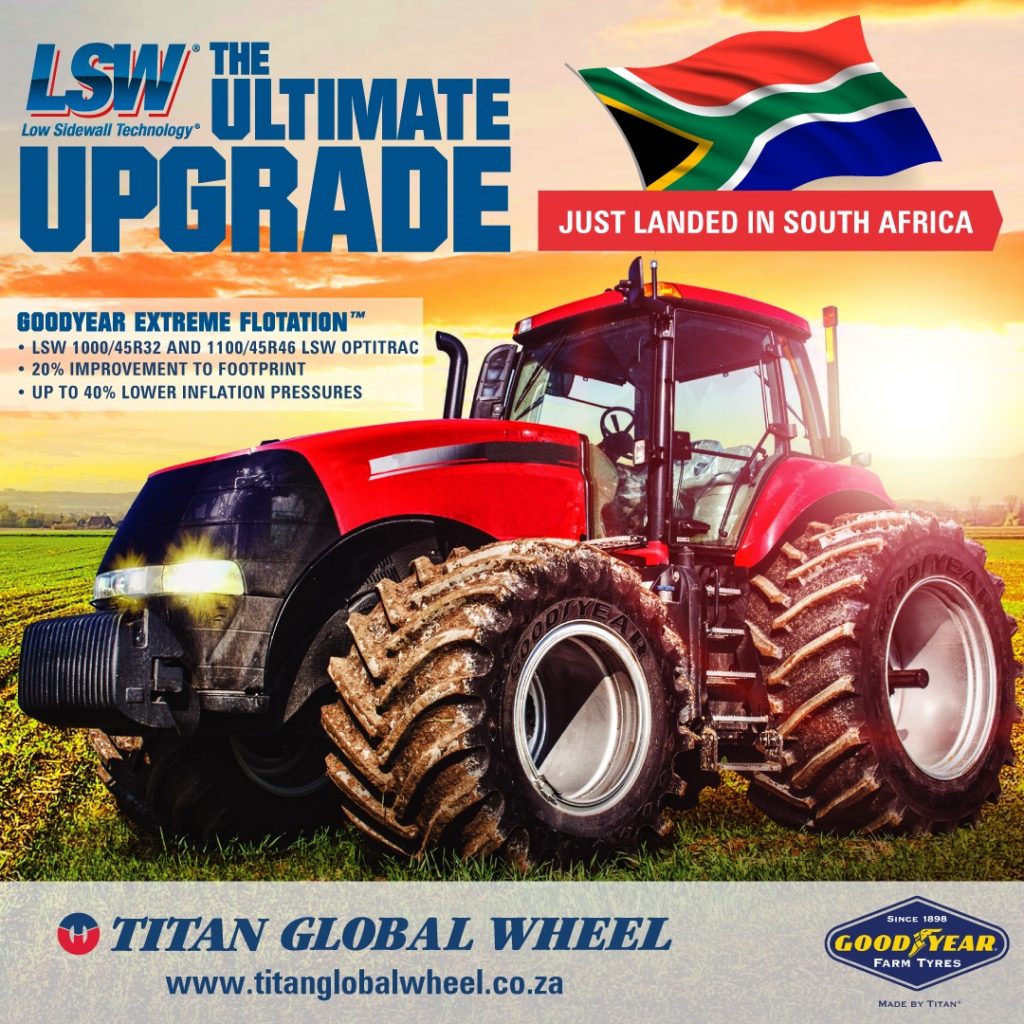 LSW®
Low Sidewall Technology®
THE
ULTIMATE
UPGRADE
JUST LANDED IN SOUTH AFRICA
GOODYEAR EXTREME FLOTATION™
• LSW 1000/45R32 AND 1100/45R46 LSW OPTITRAC
• 20% IMPROVEMENT TO FOOTPRINT
• UP TO 40% LOWER INFLATION PRESSURES
GOODYEAR
GOODYEAR
TITAN GLOBAL WHEEL
www.titanglobalwheel.co.za
SINCE 1898
GOODYEAR
FARM TYRES
MADE BY TITAN®